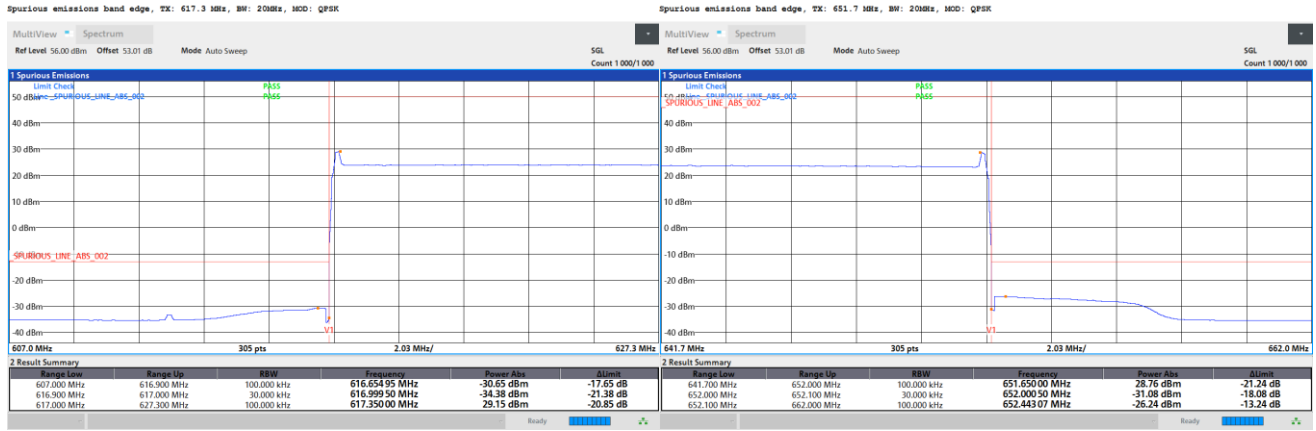 Spurious emissions band edge, TX: 617.3 MHz, BW: 20MHz, MOD: QPSK
MultiView Spectrum
Ref Level 56.00 dBm Offset 53.01 dB Mode Auto Sweep
SGL
Count 1 000/1 000
1 Spurious Emissions
Limit Check PASS
Line _SPURIOUS_LINE_ABS_002 PASS
50 dBm
40 dBm
30 dBm
20 dBm
10 dBm
0 dBm
-10 dBm
SPURIOUS_LINE_ABS_002
-20 dBm
-30 dBm
-40 dBm
V1
607.0 MHz 305 pts 2.03 MHz/ 627.3 MHz
2 Result Summary
Range Low Range Up RBW Frequency Power Abs ΔLimit
607.000 MHz 616.900 MHz 100.000 kHz 616.654 95 MHz -30.65 dBm -17.65 dB
616.900 MHz 617.000 MHz 30.000 kHz 616.999 50 MHz -34.38 dBm -21.38 dB
617.000 MHz 627.300 MHz 100.000 kHz 617.350 00 MHz 29.15 dBm -20.85 dB
Ready
Spurious emissions band edge, TX: 651.7 MHz, BW: 20MHz, MOD: QPSK
MultiView Spectrum
Ref Level 56.00 dBm Offset 53.01 dB Mode Auto Sweep
SGL
Count 1 000/1 000
1 Spurious Emissions
Limit Check PASS
Line _SPURIOUS_LINE_ABS_002 PASS
50 dBm
SPURIOUS_LINE_ABS_002
40 dBm
30 dBm
20 dBm
10 dBm
0 dBm
-10 dBm
-20 dBm
-30 dBm
-40 dBm
V1
641.7 MHz 305 pts 2.03 MHz/ 662.0 MHz
2 Result Summary
Range Low Range Up RBW Frequency Power Abs ΔLimit
641.700 MHz 652.000 MHz 100.000 kHz 651.650 00 MHz 28.76 dBm -21.24 dB
652.000 MHz 652.100 MHz 30.000 kHz 652.000 50 MHz -31.08 dBm -18.08 dB
652.100 MHz 662.000 MHz 100.000 kHz 652.443 07 MHz -26.24 dBm -13.24 dB
Ready